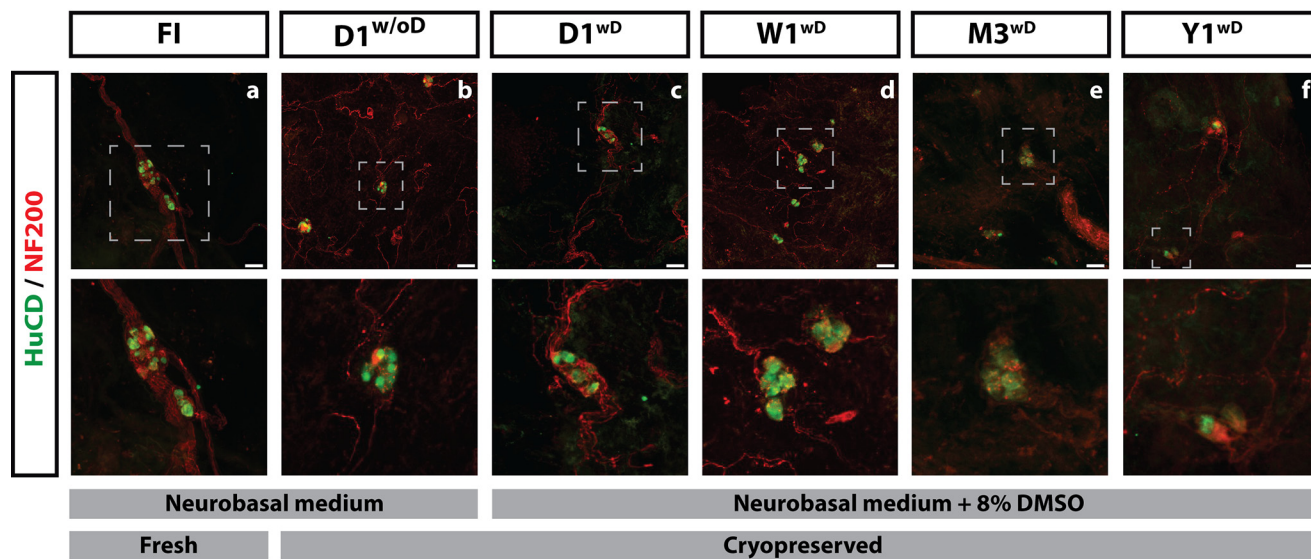 FI
D1w/oD
D1wD
W1wD
M3wD
Y1wD
HuCD / NF200
a
b
c
d
e
f
Neurobasal medium
Neurobasal medium + 8% DMSO
Fresh
Cryopreserved